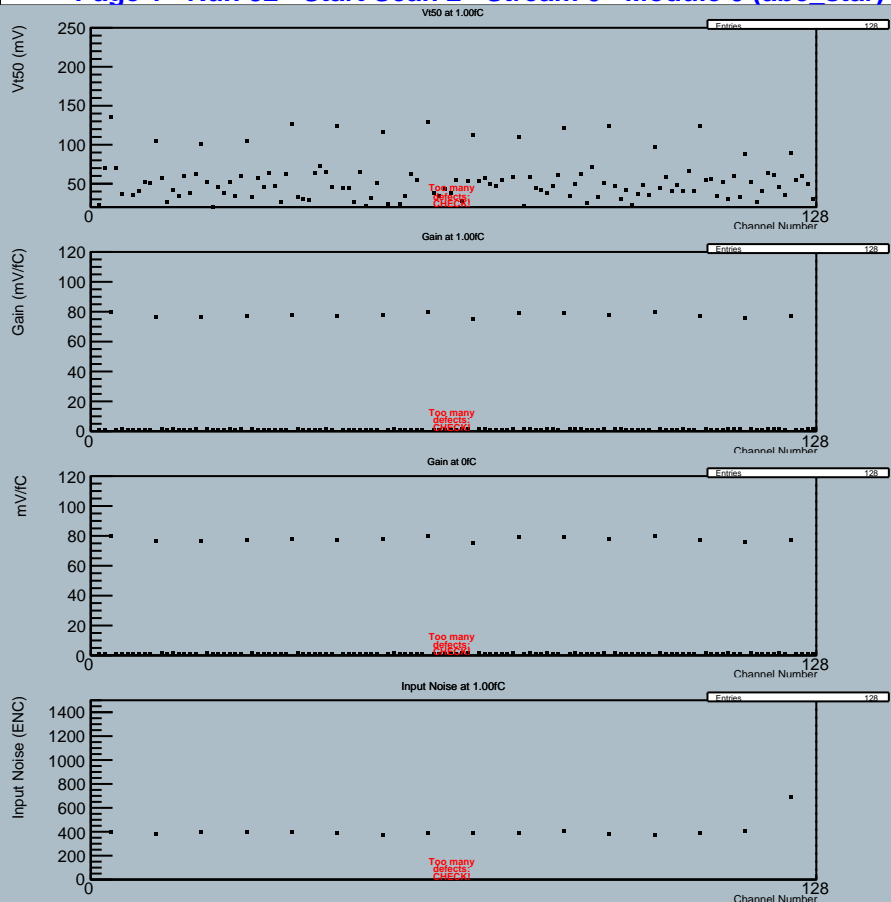 Vt50 at 1.00fC
Entries 128
Vt50 (mV)
250
200
150
100
50
0
Too many
defects:
CHECK!
128
Channel Number
Gain at 1.00fC
Entries 128
Gain (mV/fC)
120
100
80
60
40
20
0
Too many
defects:
CHECK!
0
128
Channel Number
Gain at 0fC
Entries 128
mV/fC
120
100
80
60
40
20
0
Too many
defects:
CHECK!
0
128
Channel Number
Input Noise at 1.00fC
Entries 128
Input Noise (ENC)
1400
1200
1000
800
600
400
200
0
Too many
defects:
CHECK!
0
128
Channel Number